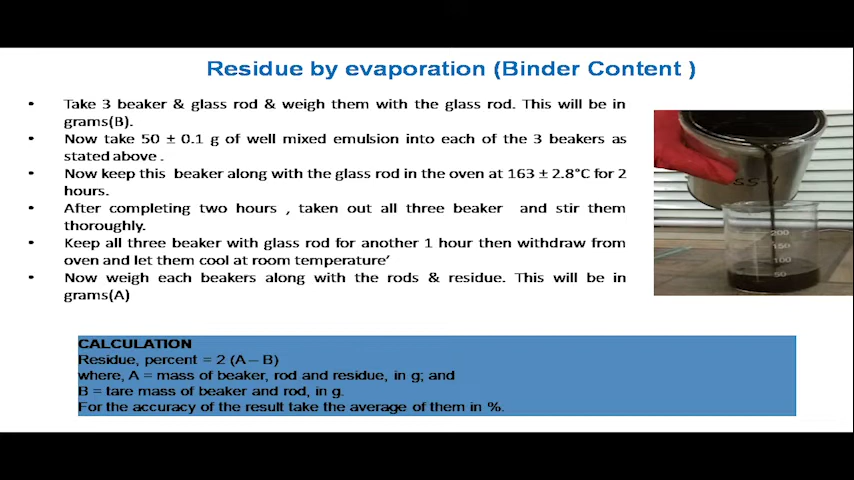 Residue by evaporation (Binder Content )
• Take 3 beaker & glass rod & weigh them with the glass rod. This will be in
grams(B).
• Now take 50 ± 0.1 g of well mixed emulsion into each of the 3 beakers as
stated above .
• Now keep this beaker along with the glass rod in the oven at 163 ± 2.8°C for 2
hours.
• After completing two hours , taken out all three beaker and stir them
thoroughly.
• Keep all three beaker with glass rod for another 1 hour then withdraw from
oven and let them cool at room temperature’
• Now weigh each beakers along with the rods & residue. This will be in
grams(A)
SS-1
200
150
100
50
CALCULATION
Residue, percent = 2 (A – B)
where, A = mass of beaker, rod and residue, in g; and
B = tare mass of beaker and rod, in g.
For the accuracy of the result take the average of them in %.